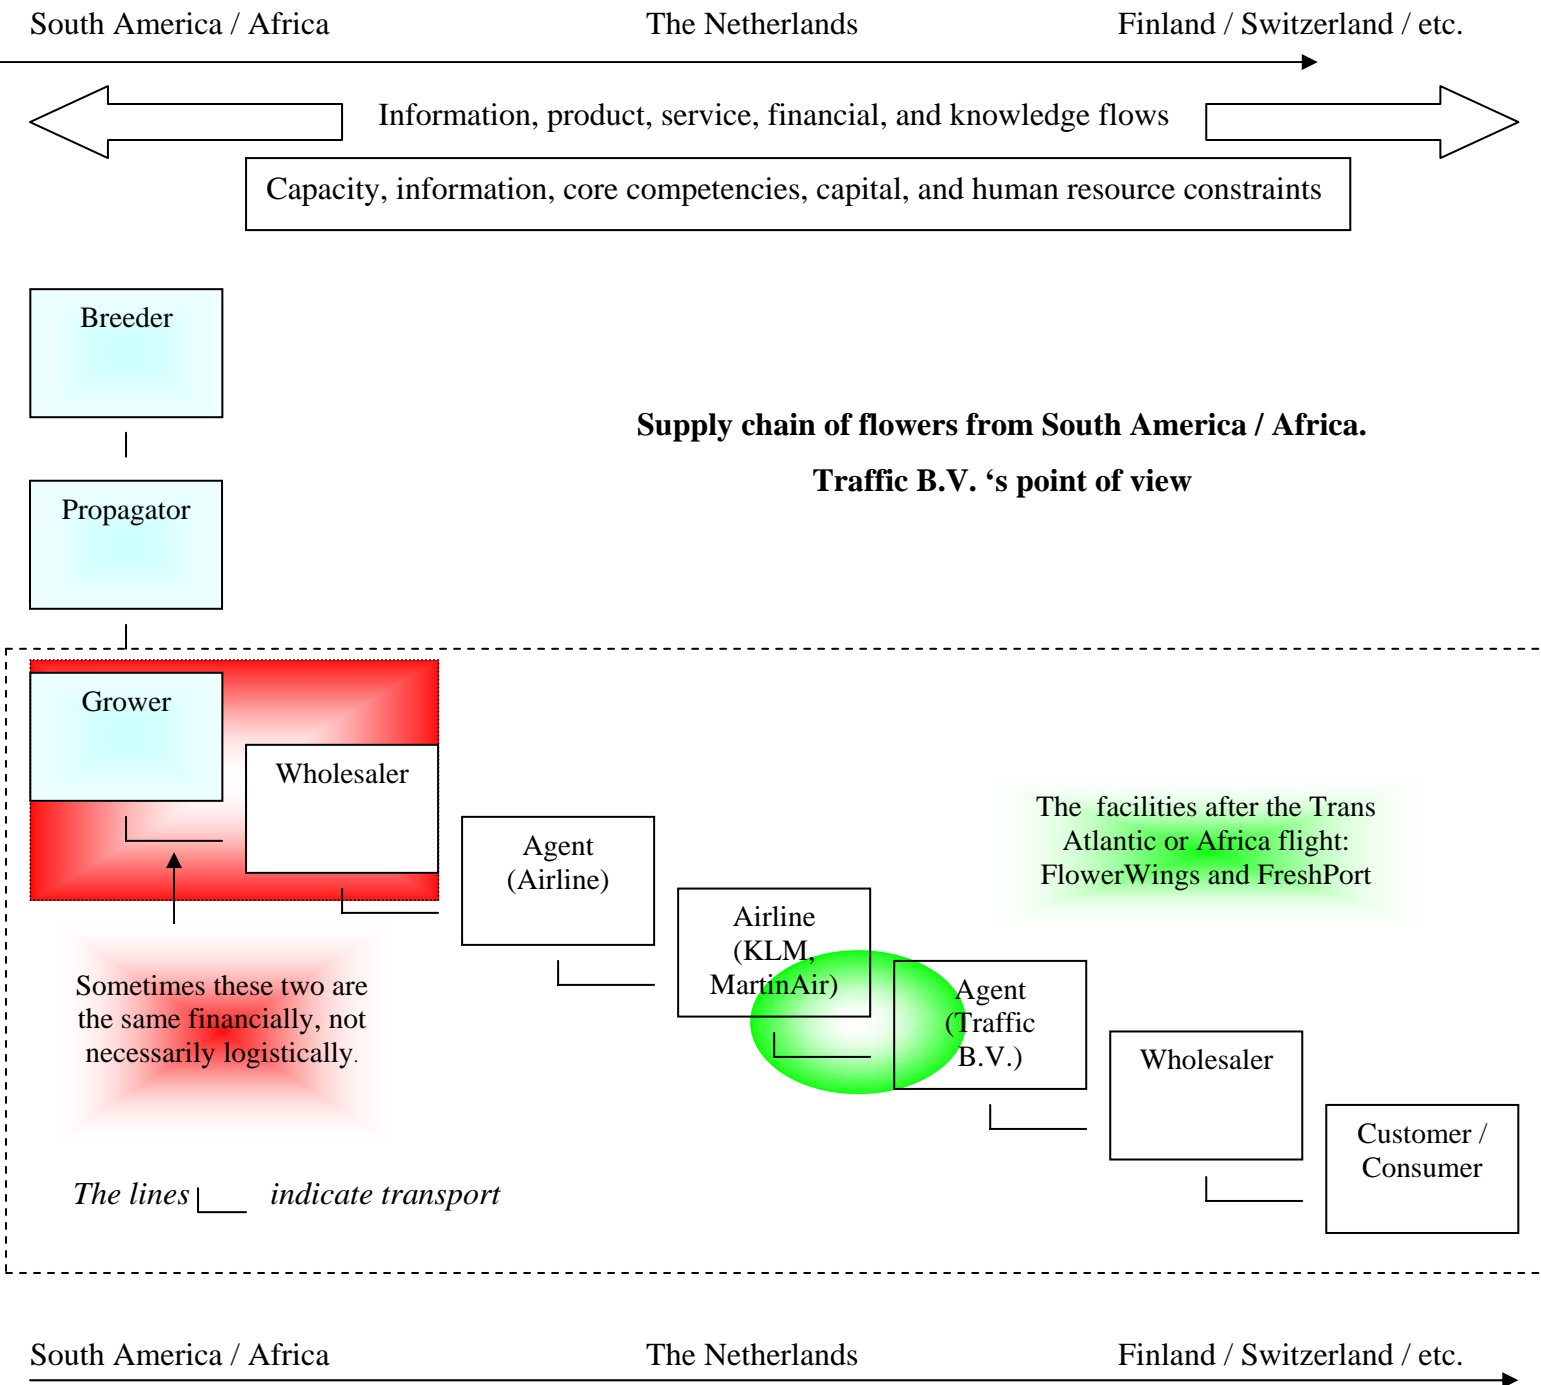 South America / Africa
The Netherlands
Finland / Switzerland / etc.
Information, product, service, financial, and knowledge flows
Capacity, information, core competencies, capital, and human resource constraints
Breeder
Supply chain of flowers from South America / Africa.
Traffic B.V. ‘s point of view
Propagator
Grower
Wholesaler
Agent
(Airline)
Airline
(KLM,
MartinAir)
The facilities after the Trans
Atlantic or Africa flight:
FlowerWings and FreshPort
Sometimes these two are
the same financially, not
necessarily logistically.
Agent
(Traffic
B.V.)
Wholesaler
Customer /
Consumer
The lines indicate transport
South America / Africa
The Netherlands
Finland / Switzerland / etc.